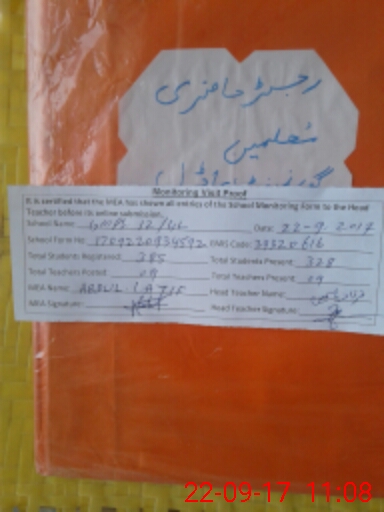 رجسٹر حاضری
معلمین
Monitoring Visit Proof
It is certified that the MEA has shown all entries of the School Monitoring Form to the Head
Teacher before its online submission.
School Name: GMPS 12/4L Date: 22-9-2017
School Form No: EMIS Code: 39320616
Total Students Registered: 385 Total Students Present: 328
Total Teachers Posted: 09 Total Teachers Present: 09
MEA Name: ABDUL Head Teacher Name:
MEA Signature: Head Teacher Signature:
22-09-17 11:08